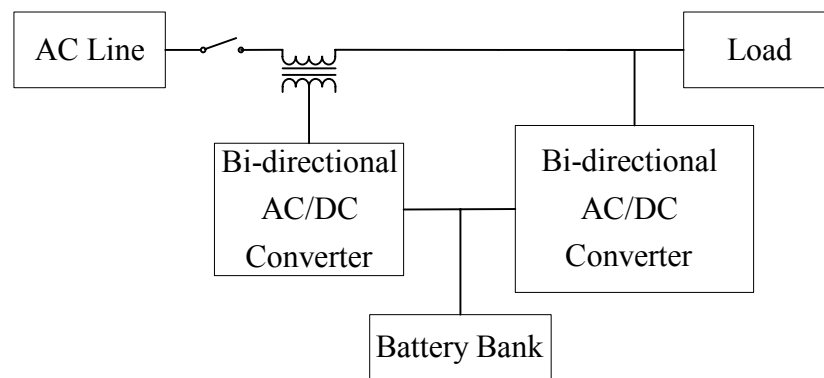 AC Line
Load
Bi-directional
AC/DC
Converter
Bi-directional
AC/DC
Converter
Battery Bank